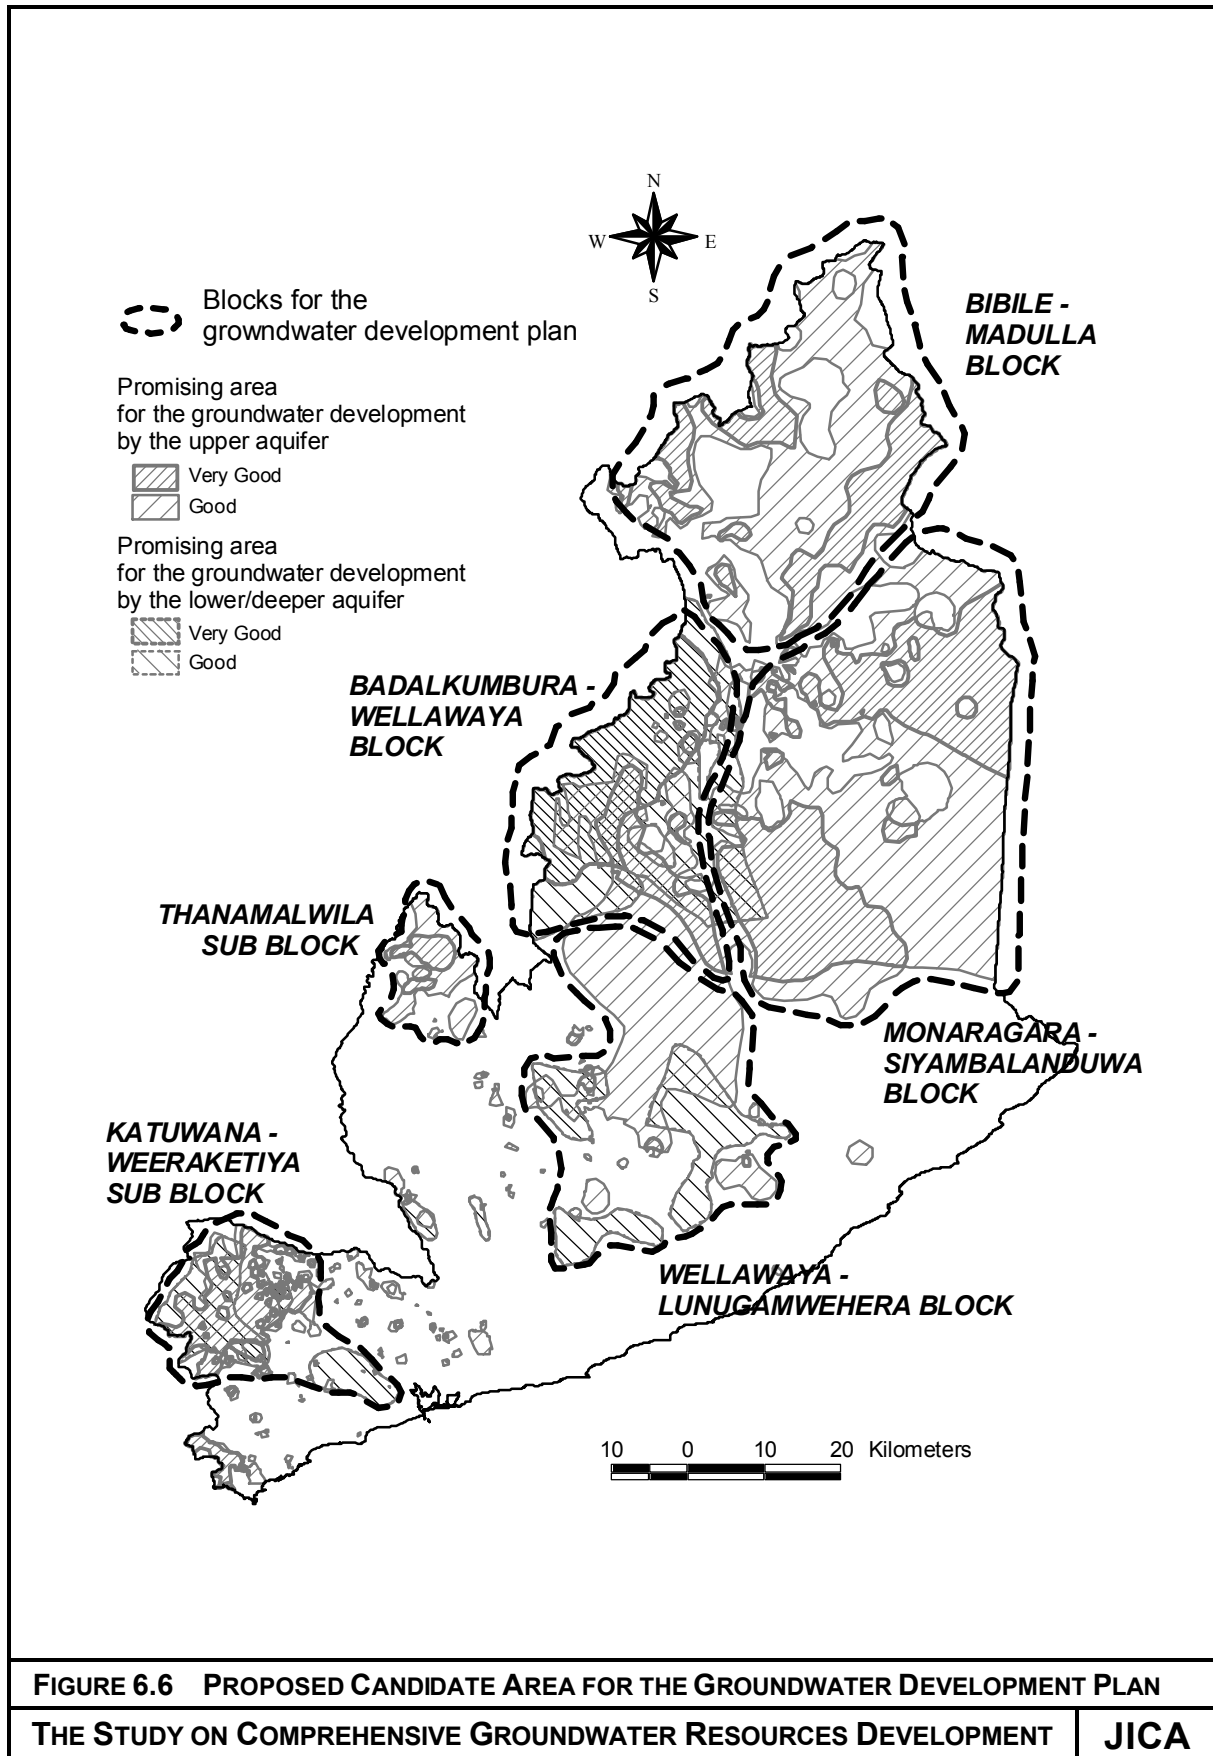 N
W
E
S
Blocks for the
growndwater development plan
Promising area
for the groundwater development
by the upper aquifer
Very Good
Good
Promising area
for the groundwater development
by the lower/deeper aquifer
Very Good
Good
BIBILE -
MADULLA
BLOCK
BADALKUMBURA -
WELLAWAYA
BLOCK
THANAMALWILA
SUB BLOCK
MONARAGARA -
SIYAMBALANDUWA
BLOCK
KATUWANA -
WEERAKETIYA
SUB BLOCK
WELLAWAYA -
LUNUGAMWEHERA BLOCK
10 0 10 20 Kilometers
FIGURE 6.6 PROPOSED CANDIDATE AREA FOR THE GROUNDWATER DEVELOPMENT PLAN
THE STUDY ON COMPREHENSIVE GROUNDWATER RESOURCES DEVELOPMENT
JICA